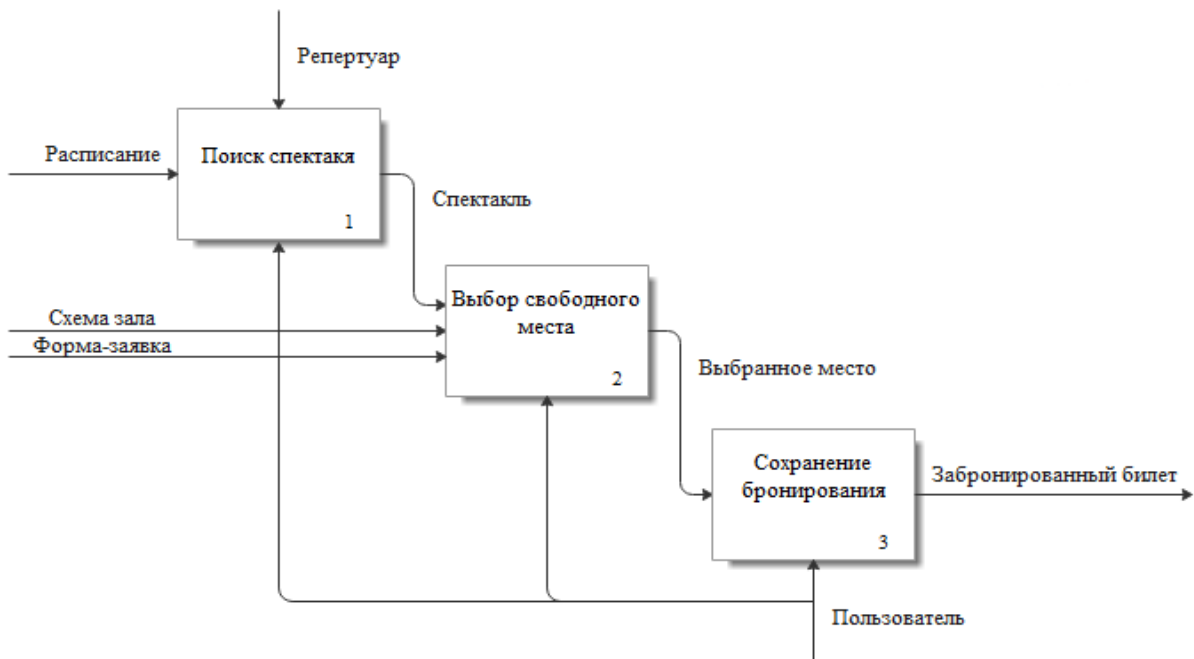 Репертуар
Расписание
Поиск спектакя
1
Спектакль
Выбор свободного
места
2
Схема зала
Форма-заявка
Выбранное место
Сохранение
бронирования
3
Забронированный билет
Пользователь